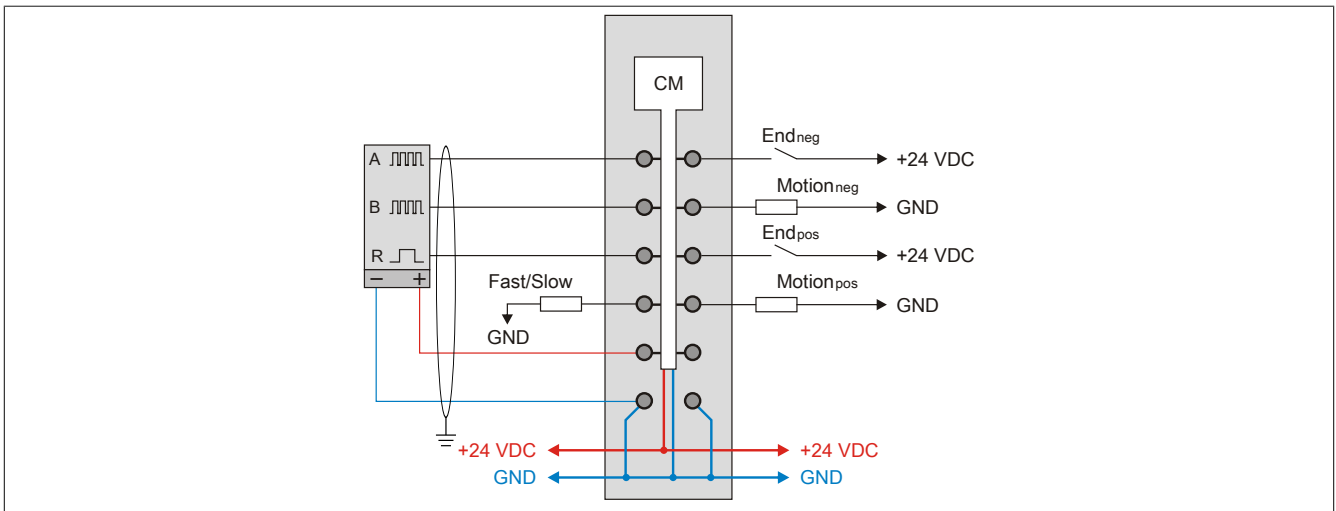 CM
Endneg
A
+24 VDC
Motionneg
B
GND
Endpos
R
+24 VDC
− +
Fast/Slow
Motionpos
GND
GND
+24 VDC
+24 VDC
GND
GND